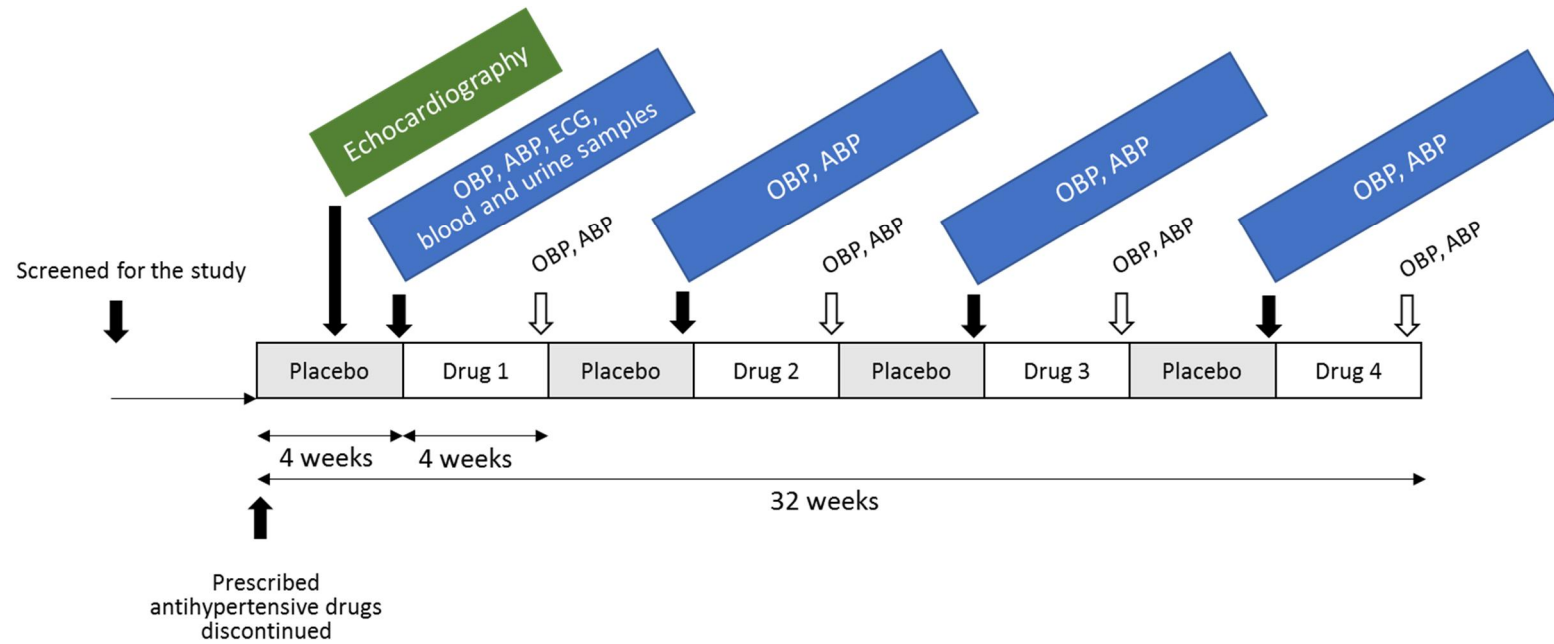 Echocardiography
OBP, ABP, ECG,
blood and urine samples
OBP, ABP
OBP, ABP
OBP, ABP
OBP, ABP
OBP, ABP
OBP, ABP
OBP, ABP
Screened for the study
Placebo
Drug 1
Placebo
Drug 2
Placebo
Drug 3
Placebo
Drug 4
4 weeks
4 weeks
32 weeks
Prescribed
antihypertensive drugs
discontinued